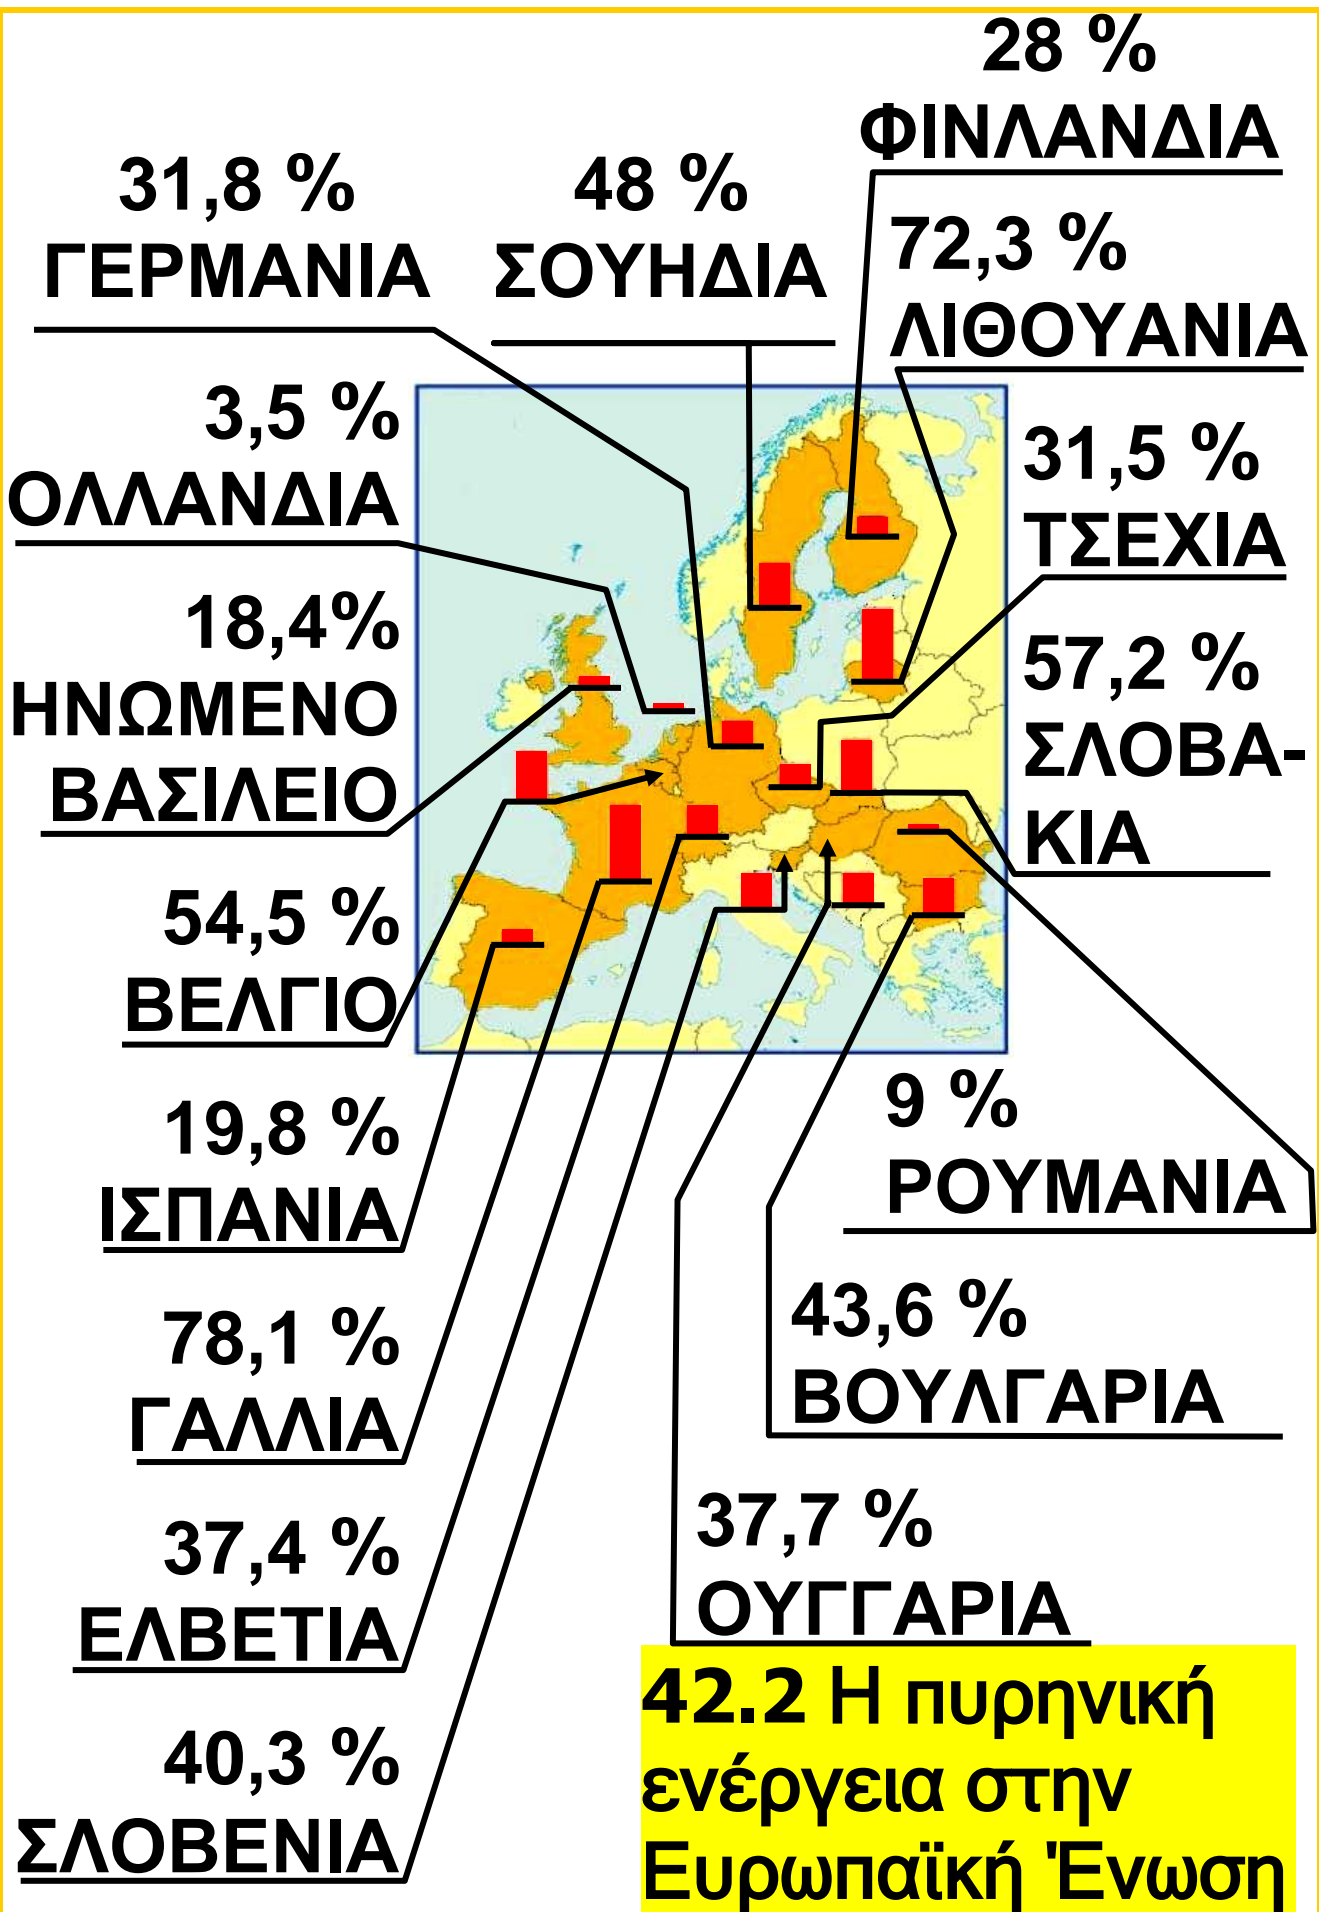 28 %
ΦΙΝΛΑΝΔΙΑ
31,8 %
ΓΕΡΜΑΝΙΑ
48 %
ΣΟΥΗΔΙΑ
72,3 %
ΛΙΘΟΥΑΝΙΑ
3,5 %
ΟΛΛΑΝΔΙΑ
31,5 %
ΤΣΕΧΙΑ
18,4%
ΗΝΩΜΕΝΟ
ΒΑΣΙΛΕΙΟ
57,2 %
ΣΛΟΒΑ-
ΚΙΑ
54,5 %
ΒΕΛΓΙΟ
19,8 %
ΙΣΠΑΝΙΑ
9 %
ΡΟΥΜΑΝΙΑ
78,1 %
ΓΑΛΛΙΑ
43,6 %
ΒΟΥΛΓΑΡΙΑ
37,4 %
ΕΛΒΕΤΙΑ
37,7 %
ΟΥΓΓΑΡΙΑ
40,3 %
ΣΛΟΒΕΝΙΑ
42.2 Η πυρηνική
ενέργεια στην
Ευρωπαϊκή Ένωση